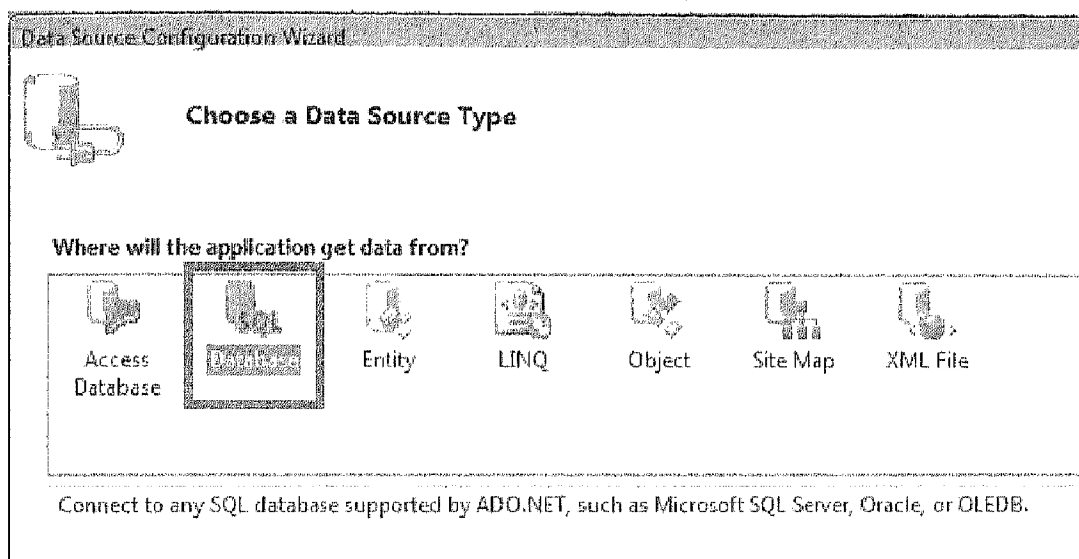 Data Source Configuration Wizard
Choose a Data Source Type
Where will the application get data from?
SQL
Access Database
Database
Entity
LINQ
Object
Site Map
XML File
Connect to any SQL database supported by ADO.NET, such as Microsoft SQL Server, Oracle, or OLEDB.